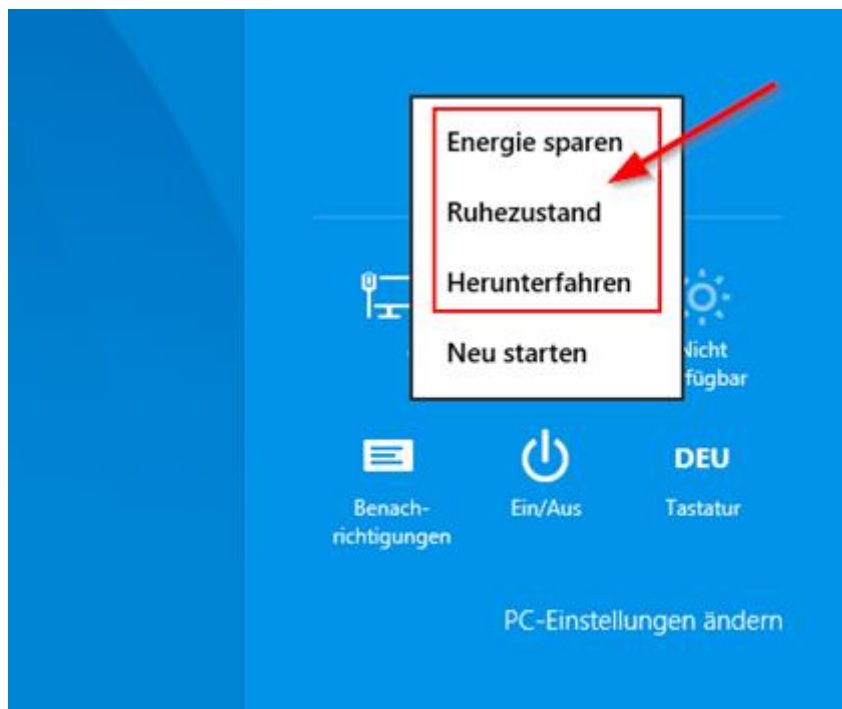 Energie sparen
Ruhezustand
Herunterfahren
Neu starten
Benach-
richtigungen
Ein/Aus
DEU
Tastatur
PC-Einstellungen ändern